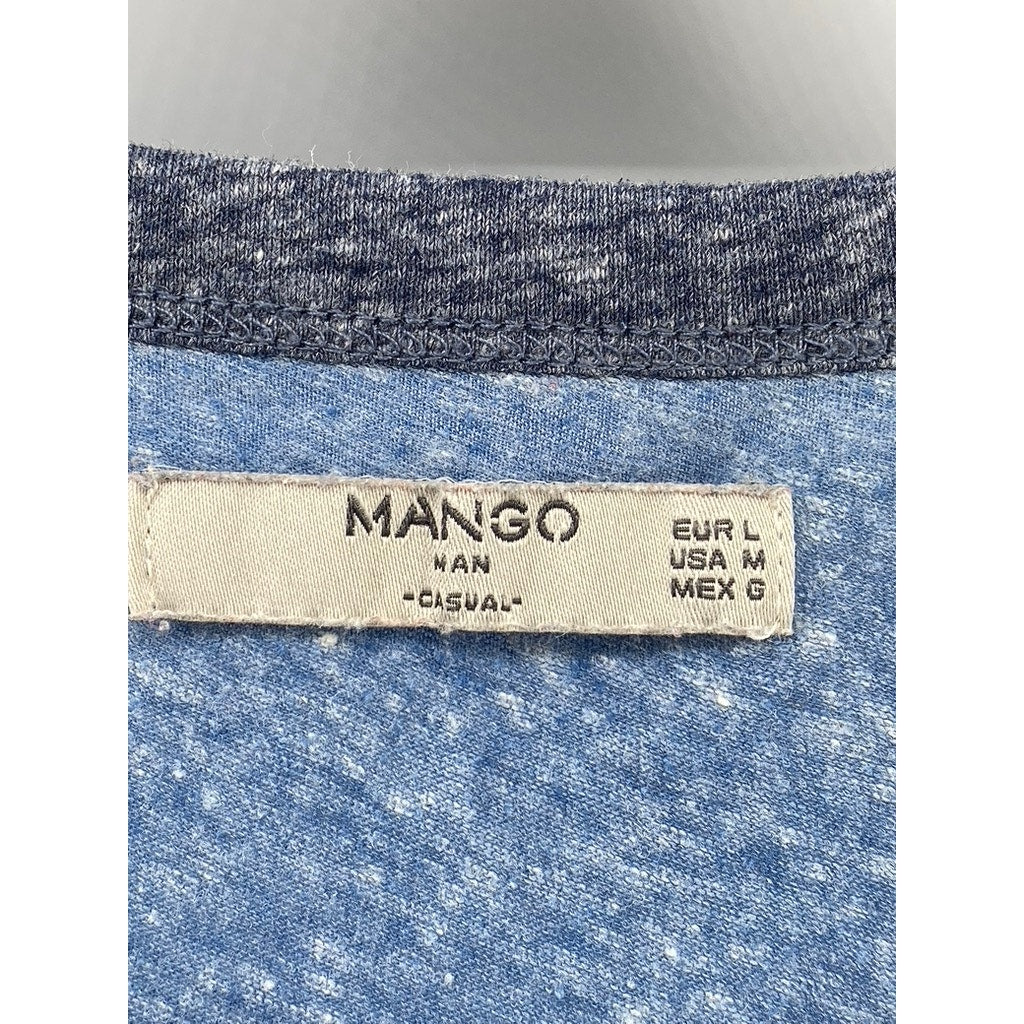 MANGO
MAN
-CASUAL-
EUR L
USA M
MEX G